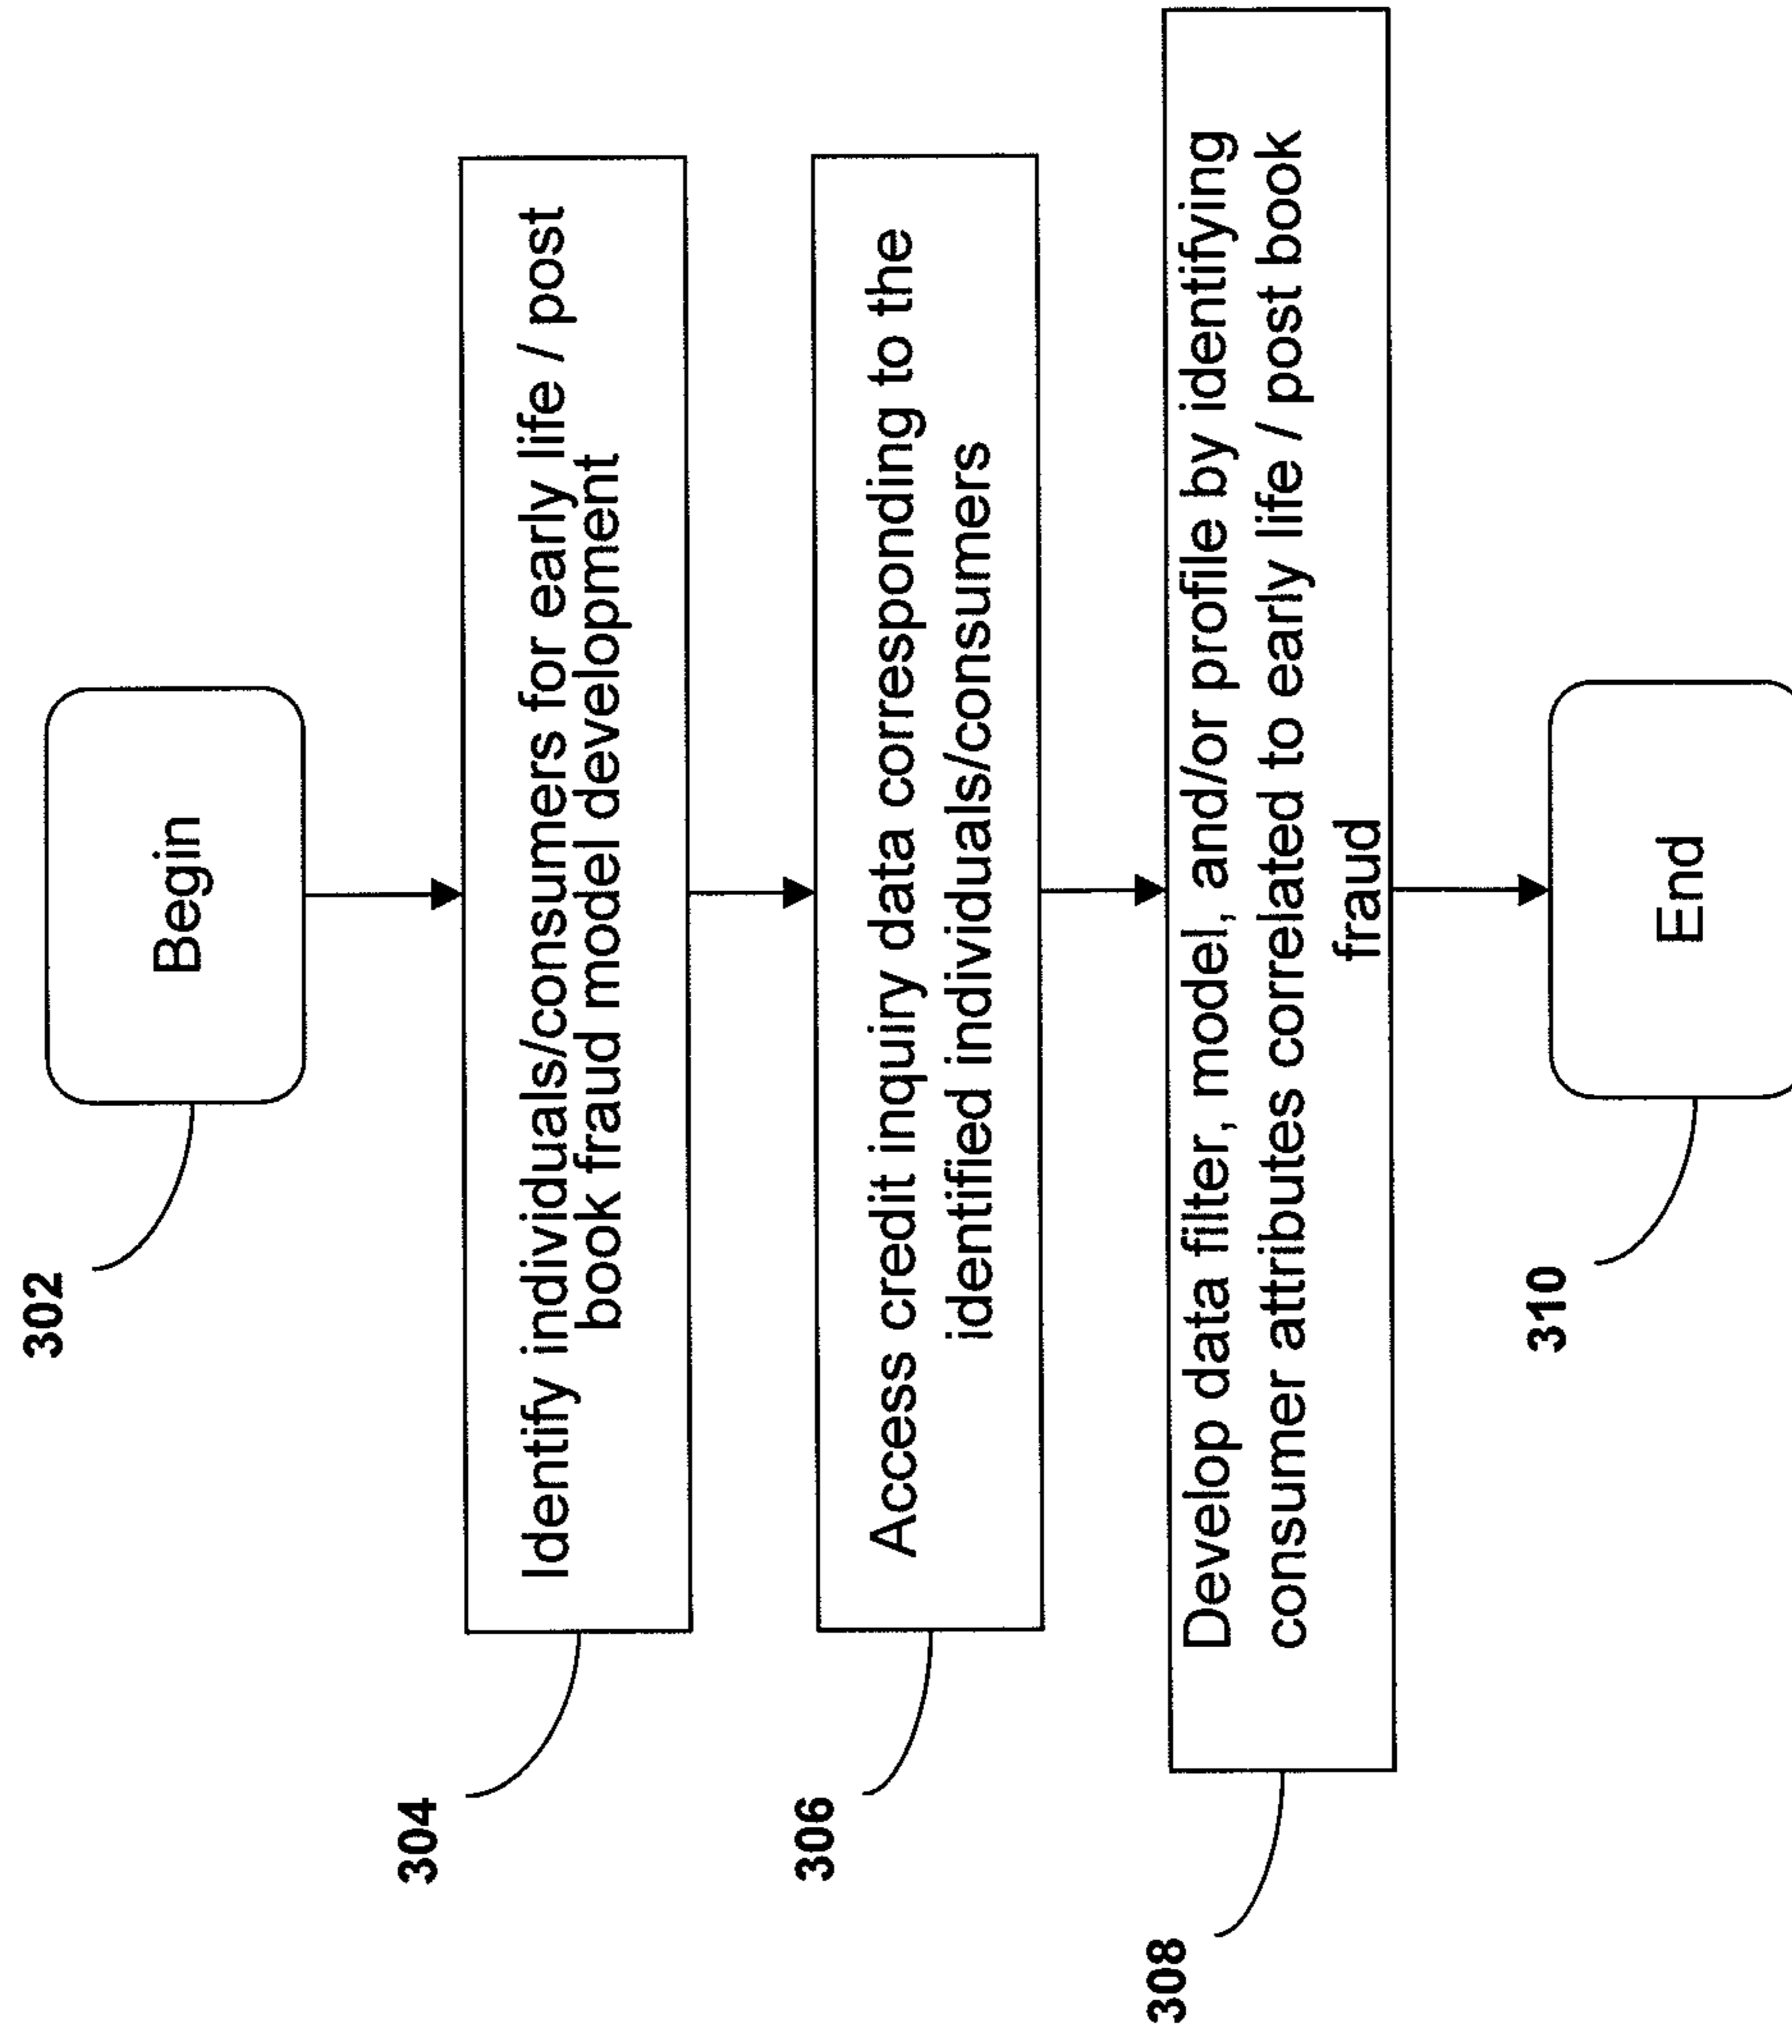 302
Begin
304
Identify individuals/consumers for early life / post
book fraud model development
306
Access credit inquiry data corresponding to the
identified individuals/consumers
308
Develop data filter, model, and/or profile by identifying
consumer attributes correlated to early life / post book
fraud
310
End